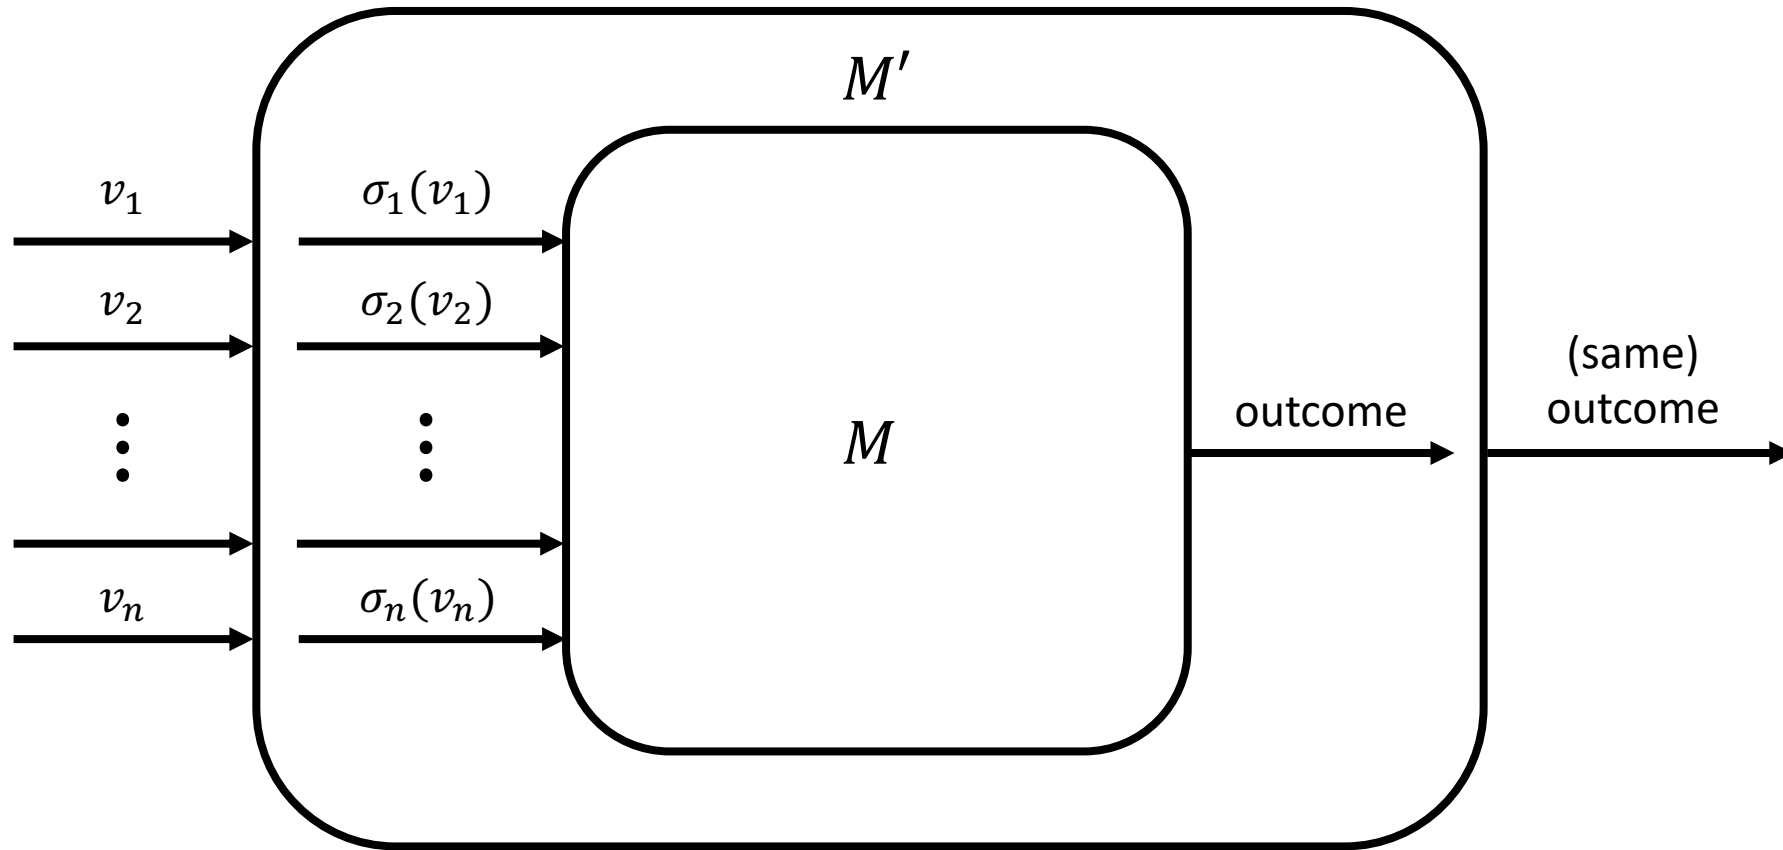 M′
v₁
σ₁(v₁)
v₂
σ₂(v₂)
(same)
outcome
outcome
M
vₙ
σₙ(vₙ)